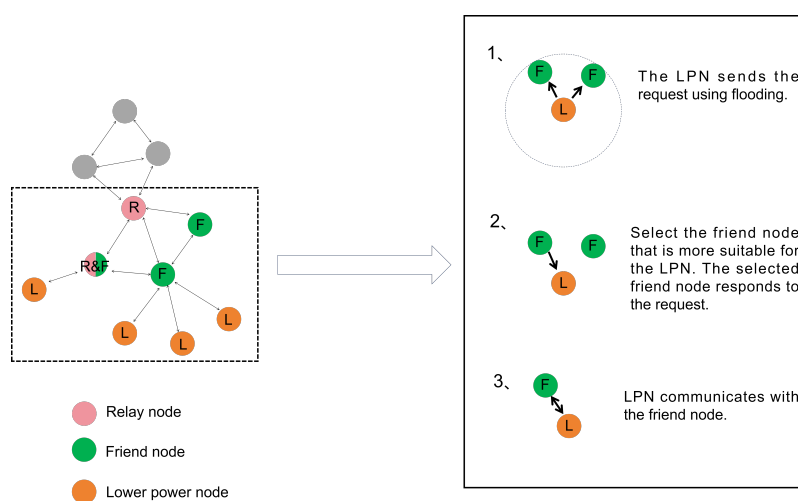 R
F
R&F
F
L
L
L
L
Relay node
Friend node
Lower power node
1、
F
F
L
The LPN sends the
request using flooding.
2、
F
F
L
Select the friend node
that is more suitable for
the LPN. The selected
friend node responds to
the request.
3、
F
L
LPN communicates with
the friend node.